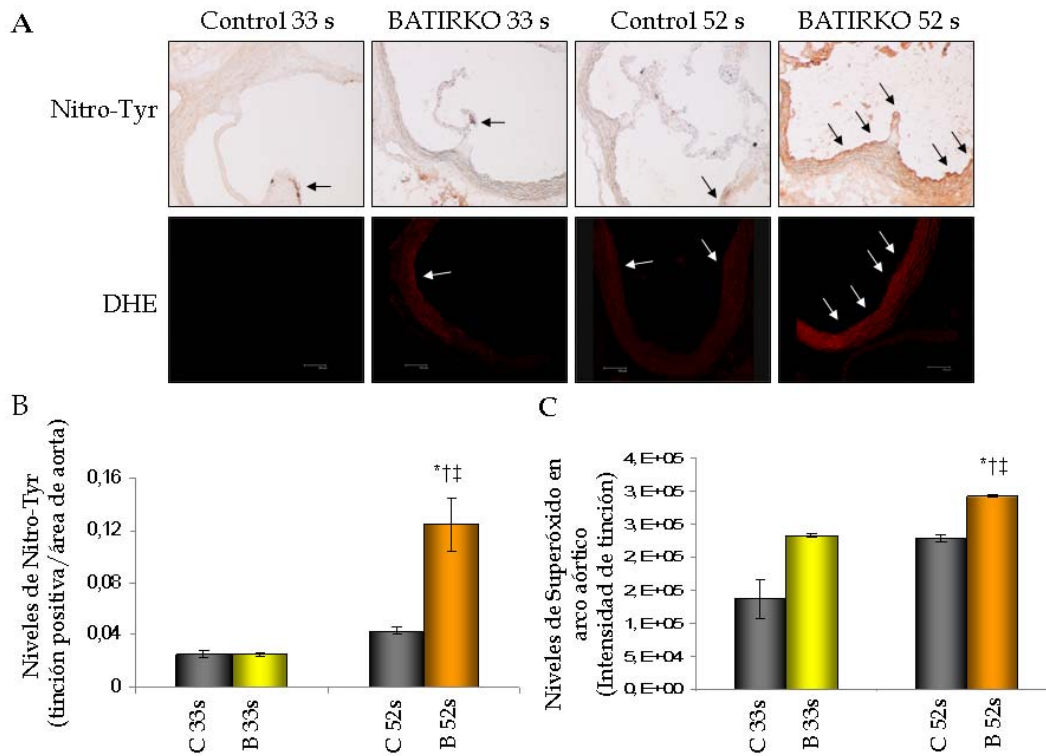 A
Control 33 s
BATIRKO 33 s
Control 52 s
BATIRKO 52 s
Nitro-Tyr
DHE
B
Niveles de Nitro-Tyr
(tinción positiva/área de aorta)
0,16
0,12
0,08
0,04
0
*†‡
C 33s
B 33s
C 52s
B 52s
C
Niveles de Superóxido en
arco aórtico
(Intensidad de tinción)
4,E+05
3,E+05
3,E+05
2,E+05
2,E+05
1,E+05
5,E+04
0,E+00
*†‡
C 33s
B 33s
C 52s
B 52s